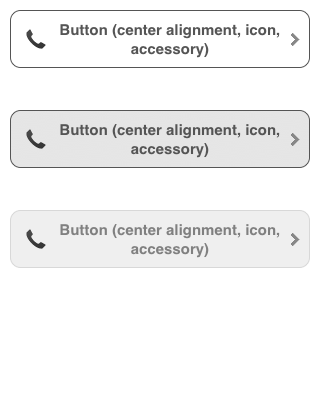 Button (center alignment, icon,
accessory)
Button (center alignment, icon,
accessory)
Button (center alignment, icon,
accessory)